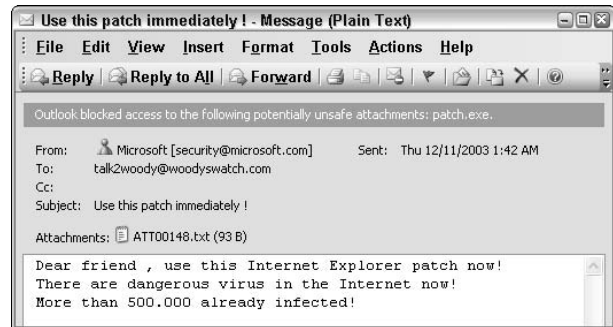 Use this patch immediately ! - Message (Plain Text)
File Edit View Insert Format Tools Actions Help
Reply Reply to All Forward
Outlook blocked access to the following potentially unsafe attachments: patch.exe.
From: Microsoft [security@microsoft.com] Sent: Thu 12/11/2003 1:42 AM
To: talk2woody@woodyswatch.com
Cc:
Subject: Use this patch immediately !
Attachments: ATT00148.txt (93 B)
Dear friend , use this Internet Explorer patch now!
There are dangerous virus in the Internet now!
More than 500.000 already infected!